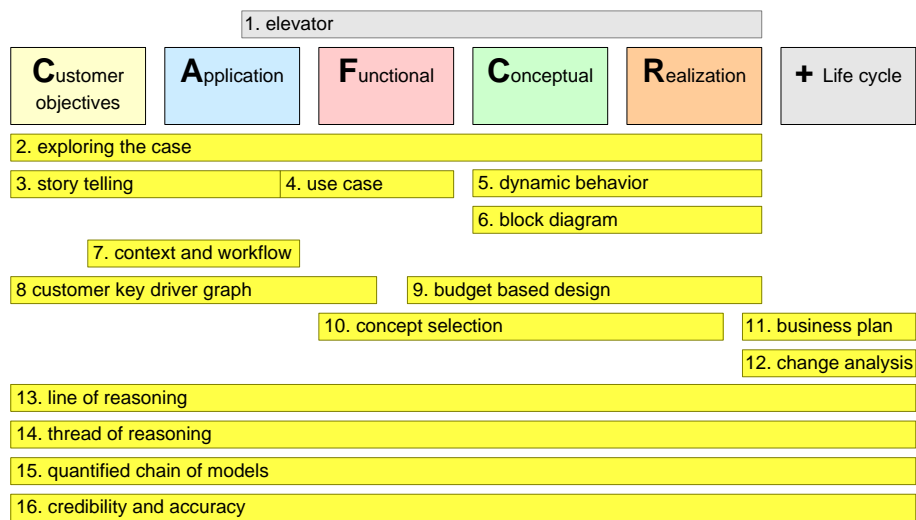 1. elevator
Customer objectives
Application
Functional
Conceptual
Realization
+ Life cycle
2. exploring the case
3. story telling
4. use case
5. dynamic behavior
6. block diagram
7. context and workflow
8 customer key driver graph
9. budget based design
10. concept selection
11. business plan
12. change analysis
13. line of reasoning
14. thread of reasoning
15. quantified chain of models
16. credibility and accuracy